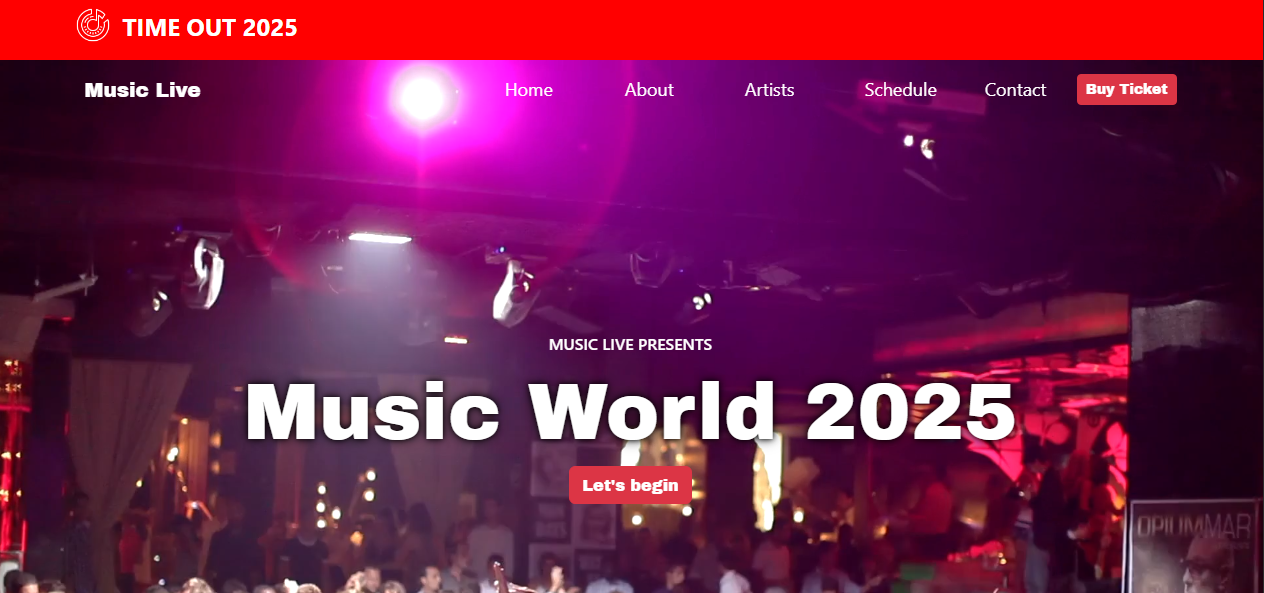 TIME OUT 2025
Music Live
Home
About
Artists
Schedule
Contact
Buy Ticket
MUSIC LIVE PRESENTS
Music World 2025
Let's begin
OPIUMMAR